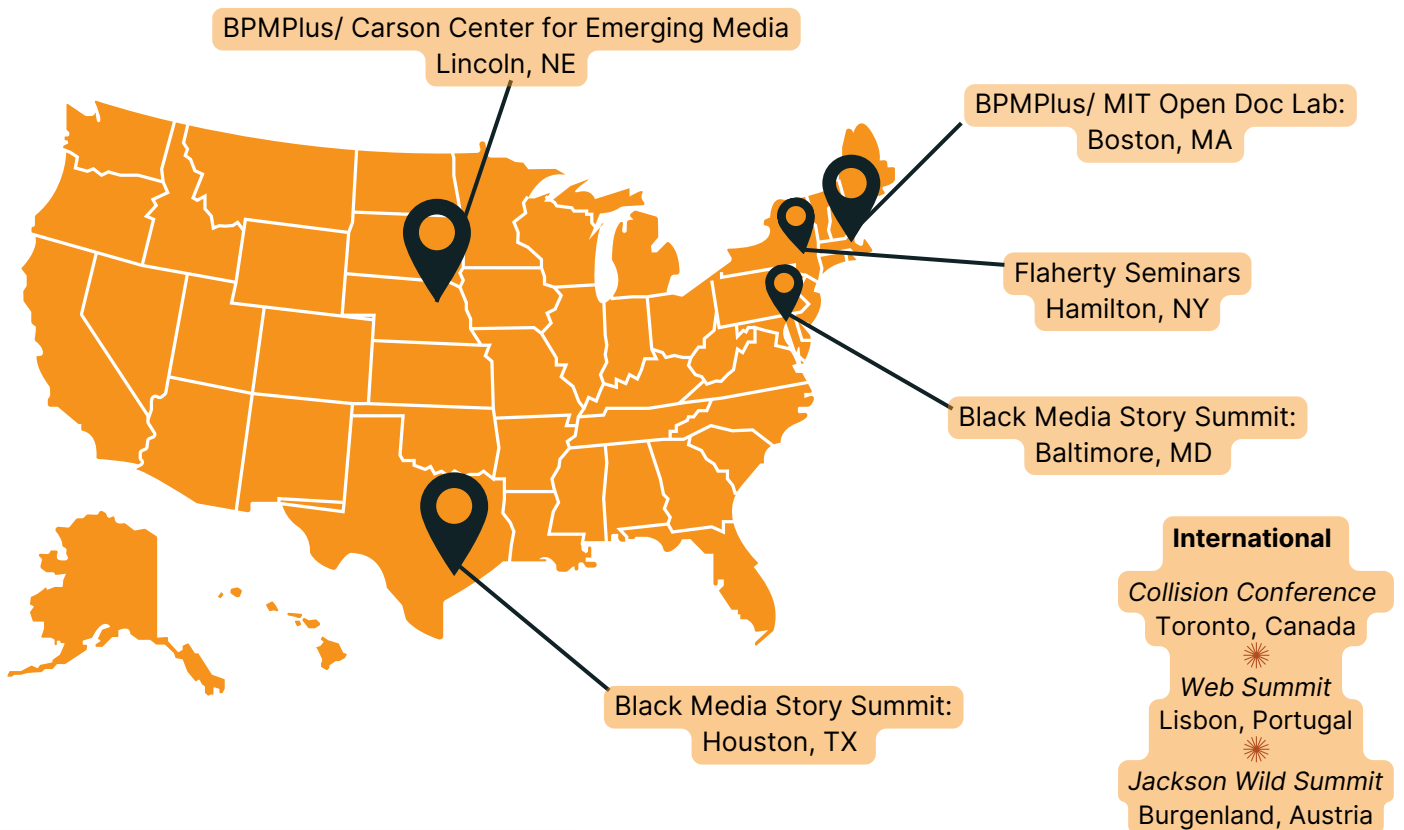 BPMPlus/ Carson Center for Emerging Media
Lincoln, NE
BPMPlus/ MIT Open Doc Lab:
Boston, MA
Flaherty Seminars
Hamilton, NY
Black Media Story Summit:
Baltimore, MD
Black Media Story Summit:
Houston, TX
International
Collision Conference
Toronto, Canada
Web Summit
Lisbon, Portugal
Jackson Wild Summit
Burgenland, Austria